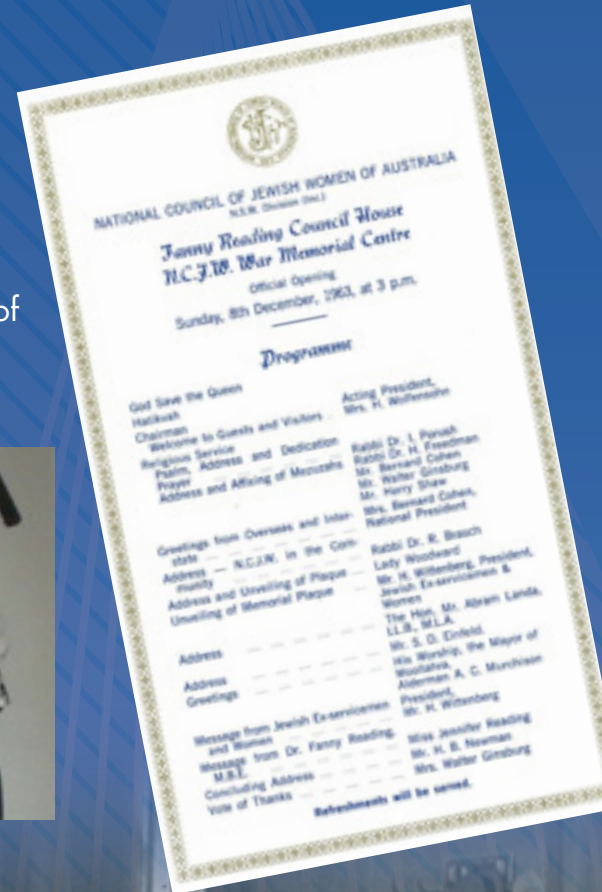 of
NATIONAL COUNCIL OF JEWISH WOMEN OF AUSTRALIA
N.S.W. Division (Inc.)
Fanny Reading Council House
N.C.J.W. War Memorial Centre
Official Opening
Sunday, 8th December, 1963, at 3 p.m.
Programme
God Save the Queen
Hatikvah
Chairman
Acting President,
Mrs. H. Wolfensohn
Welcome to Guests and Visitors
Religious Service
Psalm, Address and Dedication
Rabbi Dr. I. Porush
Prayer
Rabbi Dr. H. Freedman
Address and Affixing of Mezuzahs
Mr. Bernard Cohen
Mr. Walter Ginsburg
Mr. Harry Shaw
Greetings from Overseas and Inter-
state
Mrs. Bernard Cohen,
National President
Address — N.C.J.W. in the Com-
munity
Rabbi Dr. R. Brasch
Address and Unveiling of Plaque
Lady Woodward
Unveiling of Memorial Plaque
Mr. H. Wittenberg, President,
Jewish Ex-servicemen &
Women
Address
The Hon. Mr. Abram Landa,
LL.B., M.L.A.
Address
Mr. S. D. Einfeld.
Greetings
His Worship, the Mayor of
Woollahra,
Alderman A. C. Murchison
Message from Jewish Ex-servicemen
and Women
President,
Mr. H. Wittenberg
Message from Dr. Fanny Reading,
M.B.E.
Miss Jennifer Reading
Concluding Address
Mr. H. B. Newman
Vote of Thanks
Mrs. Walter Ginsburg
Refreshments will be served.